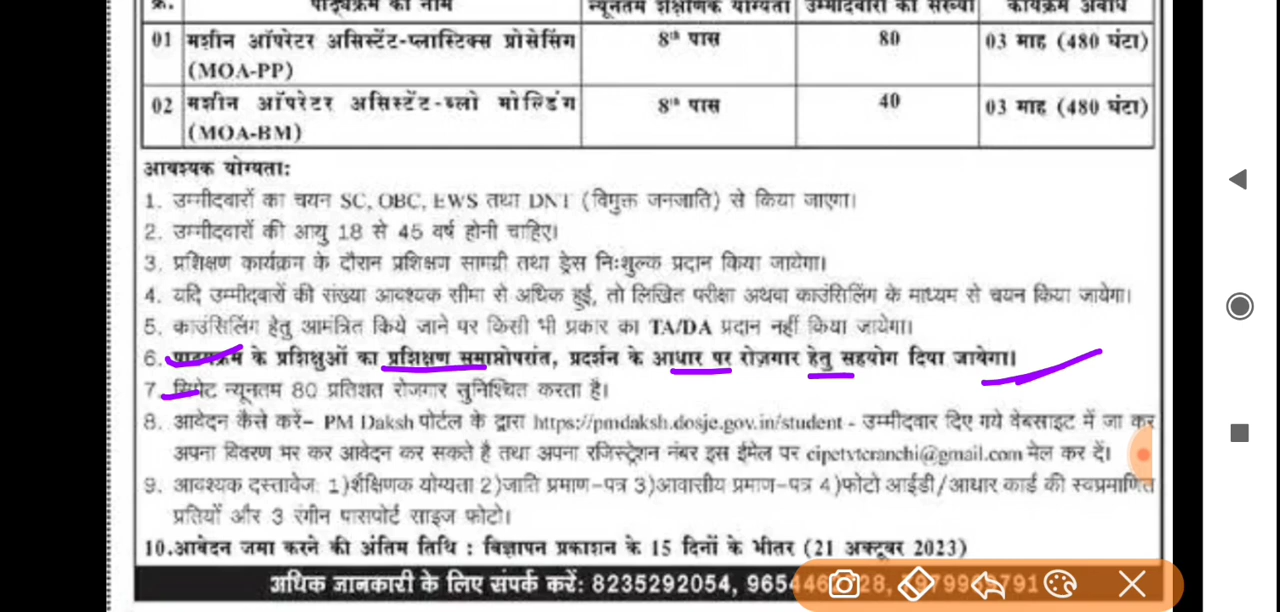 क्र. पाठ्यक्रम का नाम न्यूनतम शैक्षणिक योग्यता उम्मीदवारों की संख्या कार्यक्रम अवधि
01 मशीन ऑपरेटर असिस्टेंट-प्लास्टिक्स प्रोसेसिंग 8th पास 80 03 माह (480 घंटा)
(MOA-PP)
02 मशीन ऑपरेटर असिस्टेंट-ब्लो मोल्डिंग 8th पास 40 03 माह (480 घंटा)
(MOA-BM)
आवश्यक योग्यता:
1. उम्मीदवारों का चयन SC, OBC, EWS तथा DNT (विमुक्त जनजाति) से किया जाएगा।
2. उम्मीदवारों की आयु 18 से 45 वर्ष होनी चाहिए।
3. प्रशिक्षण कार्यक्रन के दौरान प्रशिक्षण सामग्री तथा ड्रेस निःशुल्क प्रदान किया जायेगा।
4. यदि उम्मीदवारों की संख्या आवश्यक सीमा से अधिक हुई, तो लिखित परीक्षा अथवा काउंसिलिंग के माध्यम से चयन किया जायेगा।
5. काउंसिलिंग हेतु आमंत्रित किये जाने पर किसी भी प्रकार का TA/DA प्रदान नहीं किया जायेगा।
6. पाठ्यक्रम के प्रशिक्षुओं का प्रशिक्षण समाप्तोपरांत, प्रदर्शन के आधार पर रोज़गार हेतु सहयोग दिया जायेगा।
7. सिपेट न्यूनतम 80 प्रतिशत रोजगार सुनिश्चित करता है।
8. आवेदन कैसे करें– PM Daksh पोर्टल के द्वारा https://pmdaksh.dosje.gov.in/student - उम्मीदवार दिए गये वेबसाइट में जा कर
अपना विवरण भर कर आवेदन कर सकते है तथा अपना रजिस्ट्रेशन नंबर इस ईमेल पर cipetvtcranchi@gmail.com मेल कर दें।
9. आवश्यक दस्तावेज: 1)शैक्षणिक योग्यता 2)जाति प्रमाण-पत्र 3)आवासीय प्रमाण-पत्र 4)फोटो आईडी/आधार कार्ड की स्वप्रमाणित
प्रतियों और 3 रंगीन पासपोर्ट साइज फोटो।
10.आवेदन जमा करने की अंतिम तिथि : विज्ञापन प्रकाशन के 15 दिनों के भीतर (21 अक्टूबर 2023)
अधिक जानकारी के लिए संपर्क करें: 8235292054,